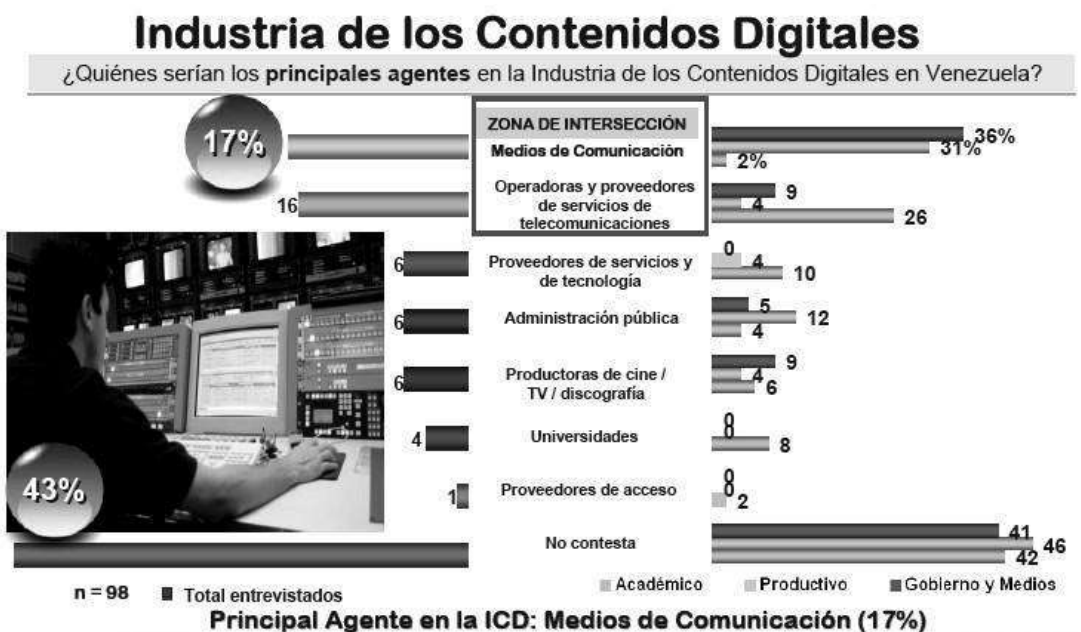 Industria de los Contenidos Digitales
¿Quiénes serían los principales agentes en la Industria de los Contenidos Digitales en Venezuela?
17%
ZONA DE INTERSECCIÓN
Medios de Comunicación
36%
31%
2%
16
Operadoras y proveedores
de servicios de
telecomunicaciones
9
4
26
6
Proveedores de servicios y
de tecnología
0
4
10
6
Administración pública
5
12
4
6
Productoras de cine /
TV / discografía
9
4
6
4
Universidades
0
0
8
43%
1
Proveedores de acceso
0
0
2
No contesta
41
46
42
n = 98
Total entrevistados
Académico
Productivo
Gobierno y Medios
Principal Agente en la ICD: Medios de Comunicación (17%)